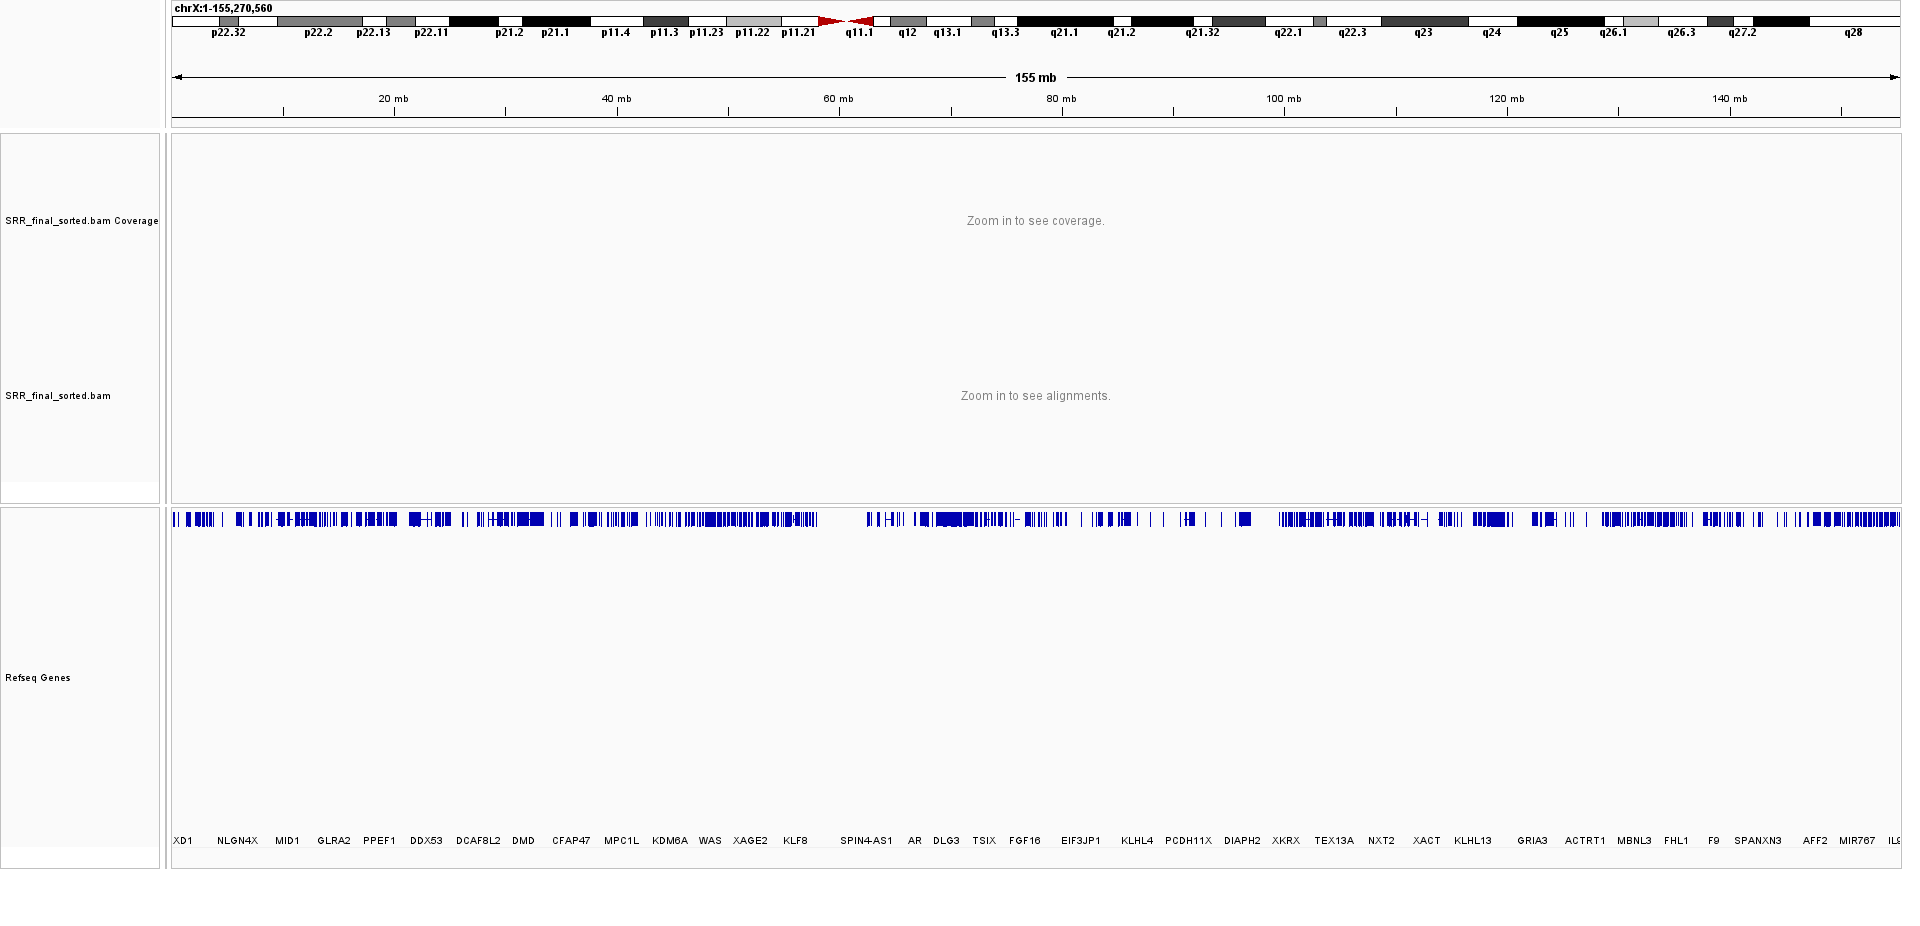 chrX:1-155,270,560
p22.32 p22.2 p22.13 p22.11 p21.2 p21.1 p11.4 p11.3 p11.23 p11.22 p11.21 q11.1 q12 q13.1 q13.3 q21.1 q21.2 q21.32 q22.1 q22.3 q23 q24 q25 q26.1 q26.3 q27.2 q28
155 mb
20 mb 40 mb 60 mb 80 mb 100 mb 120 mb 140 mb
SRR_final_sorted.bam Coverage
Zoom in to see coverage.
SRR_final_sorted.bam
Zoom in to see alignments.
Refseq Genes
XD1 NLGN4X MID1 GLRA2 PPEF1 DDX53 DCAF8L2 DMD CFAP47 MPC1L KDM6A WAS XAGE2 KLF8 SPIN4-AS1 AR DLG3 TSIX FGF16 EIF3JP1 KLHL4 PCDH11X DIAPH2 XKRX TEX13A NXT2 XACT KLHL13 GRIA3 ACTRT1 MBNL3 FHL1 F9 SPANXN3 AFF2 MIR767